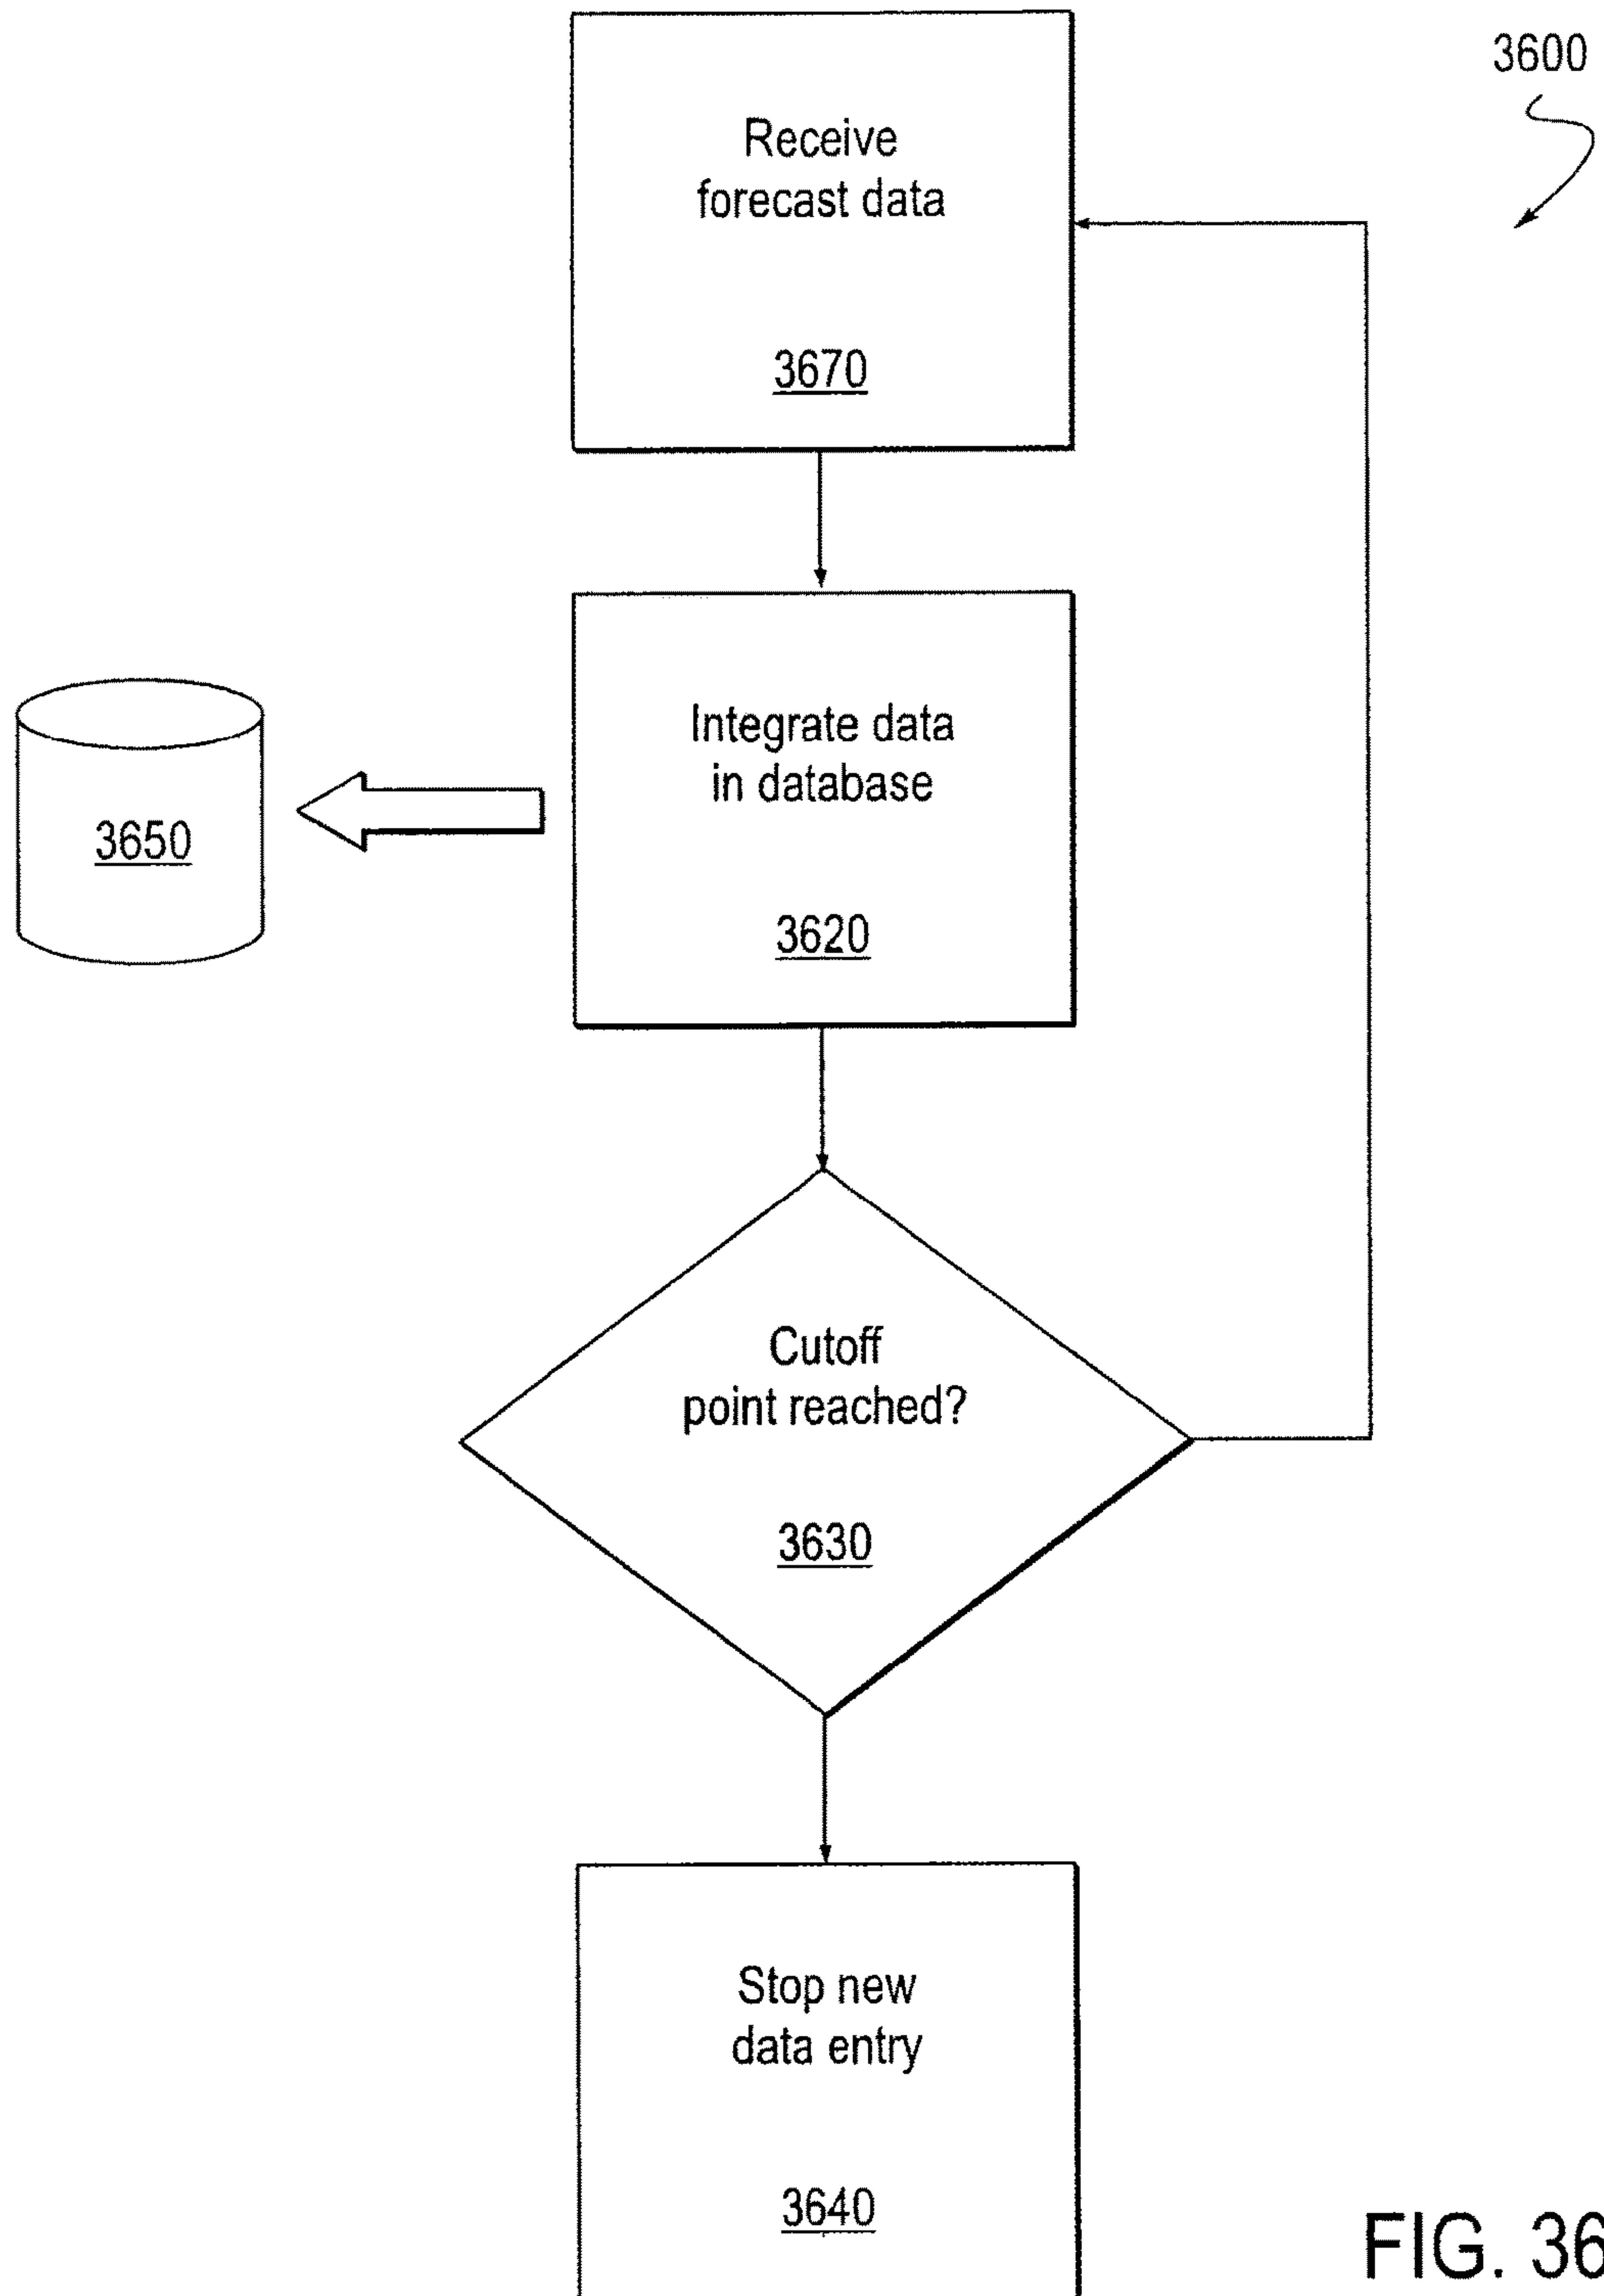 3600
Receive
forecast data
3670
Integrate data
in database
3620
3650
Cutoff
point reached?
3630
Stop new
data entry
3640
FIG. 36